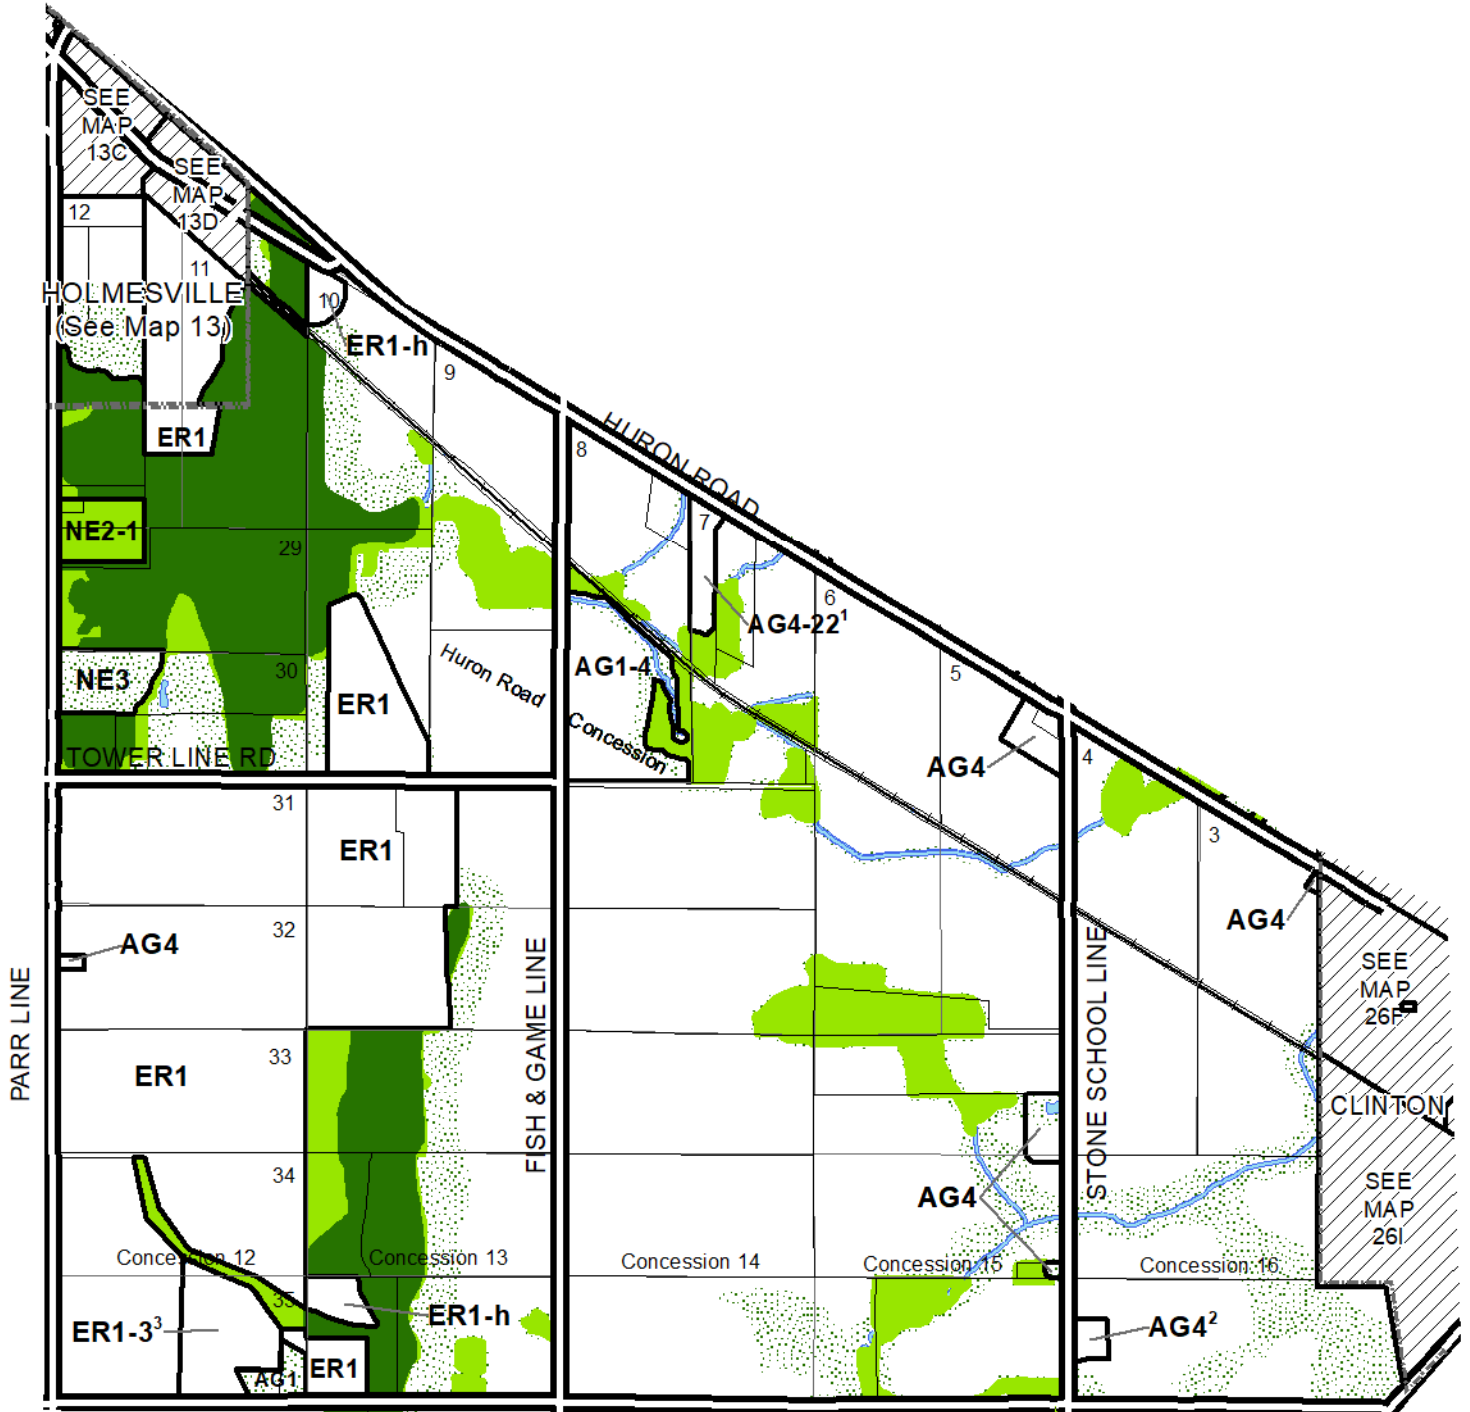 SEE
MAP
13C
SEE
MAP
13D
12
11
HOLMESVILLE
(See Map 13)
10
ER1-h
9
ER1
8
HURON ROAD
7
NE2-1
29
6
AG4-22¹
NE3
30
ER1
Huron Road
Concession
AG1-4
5
AG4
4
TOWER LINE RD
31
ER1
3
AG4
32
AG4
PARR LINE
FISH & GAME LINE
STONE SCHOOL LINE
SEE
MAP
26F
33
ER1
CLINTON
34
AG4
SEE
MAP
26I
Concession 12
Concession 13
Concession 14
Concession 15
Concession 16
35
ER1-h
ER1-3³
AG4²
AG1
ER1